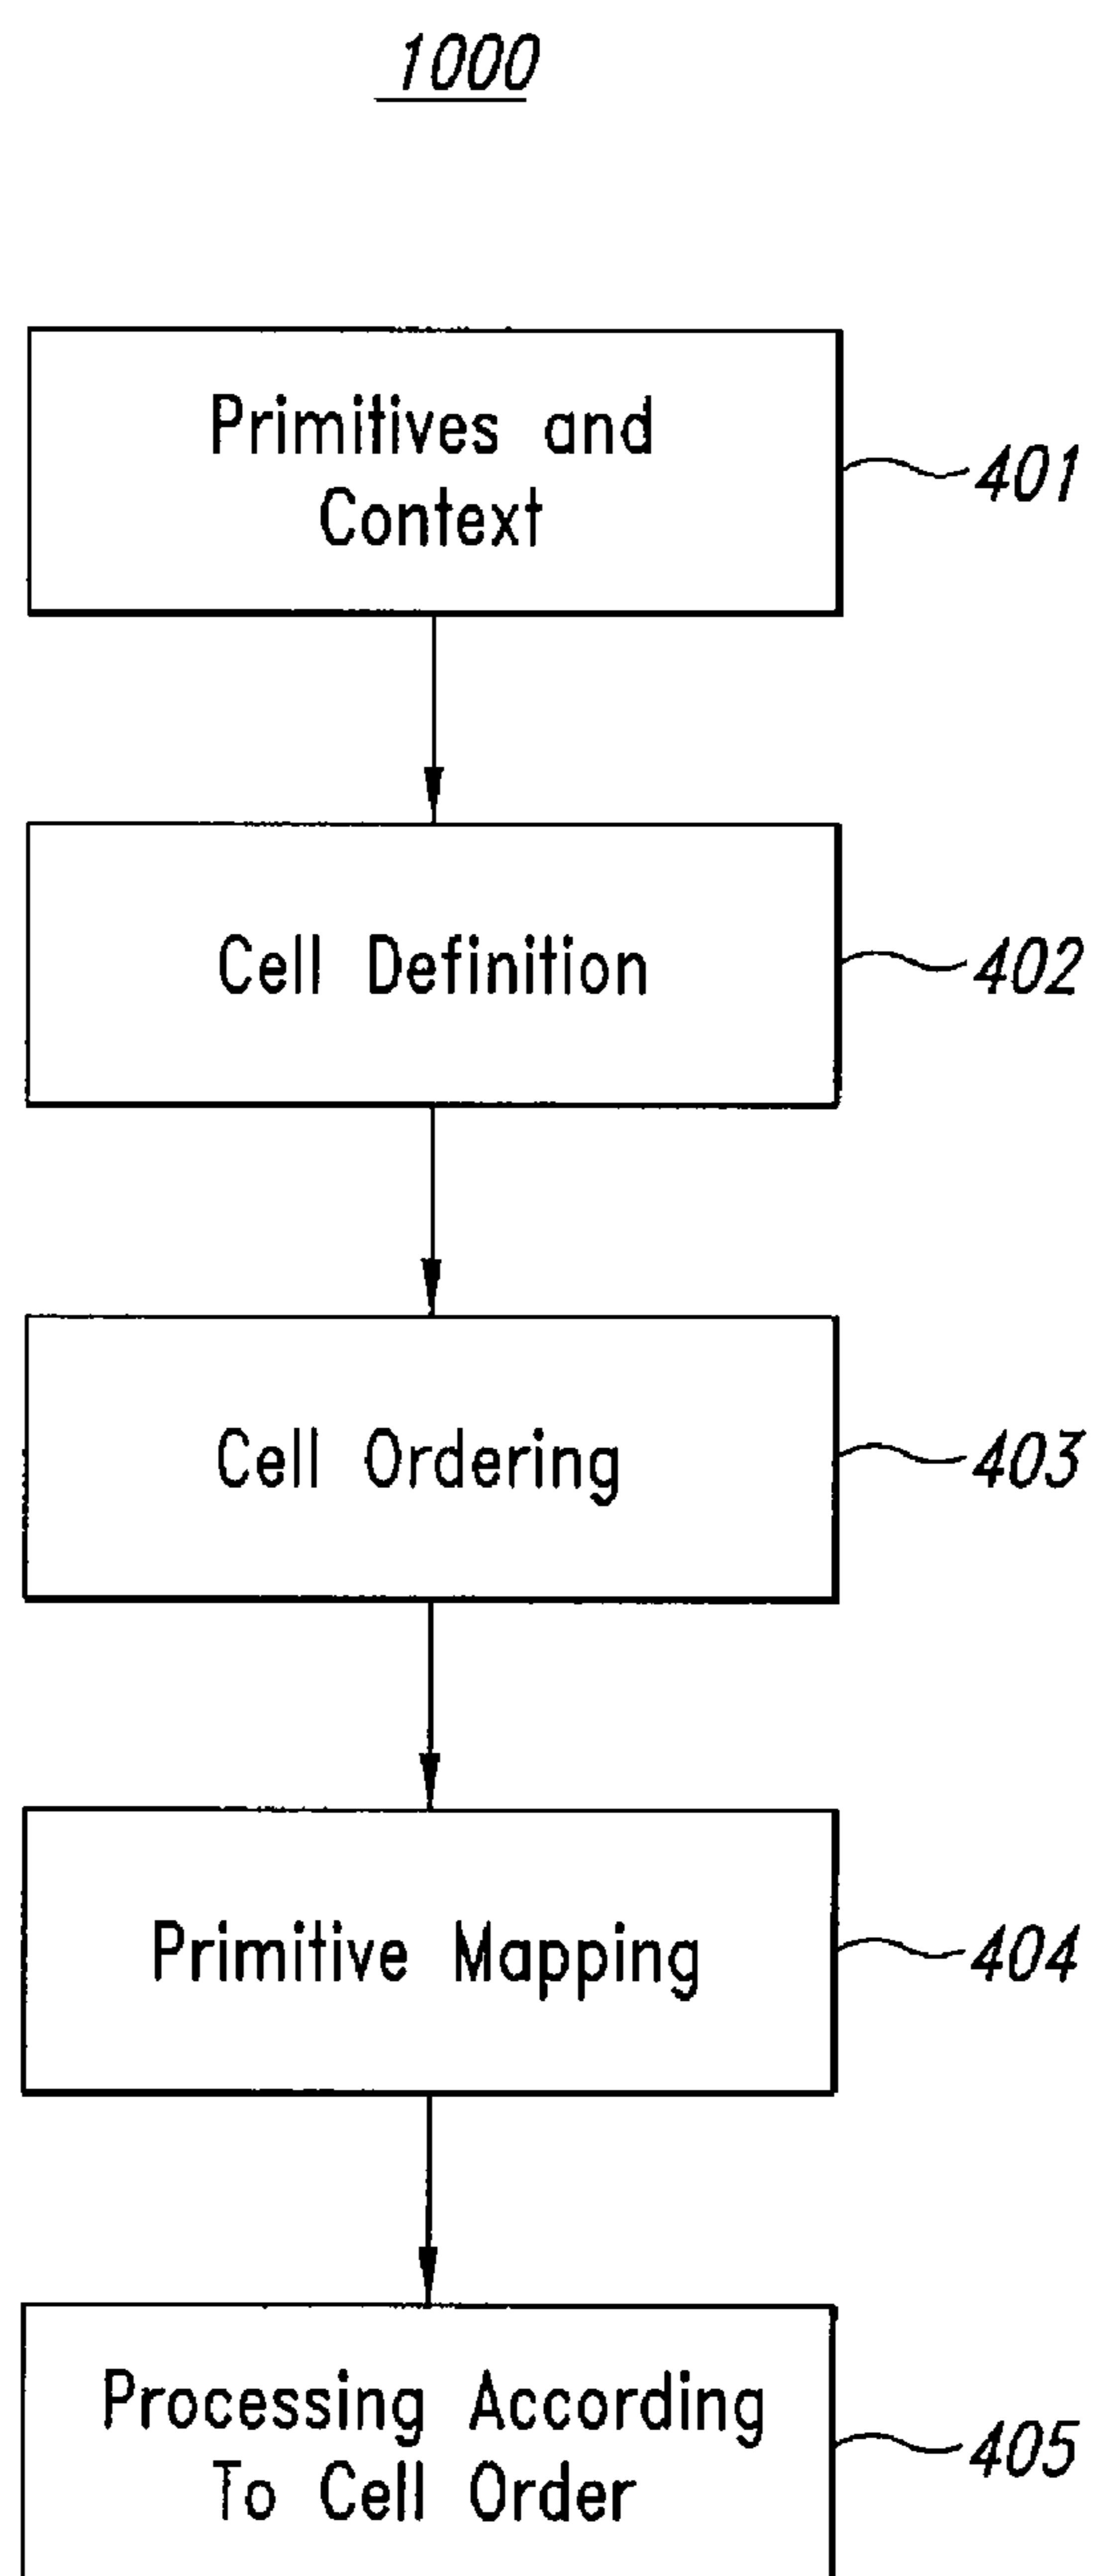 1000
Primitives and
Context
401
Cell Definition
402
Cell Ordering
403
Primitive Mapping
404
Processing According
To Cell Order
405